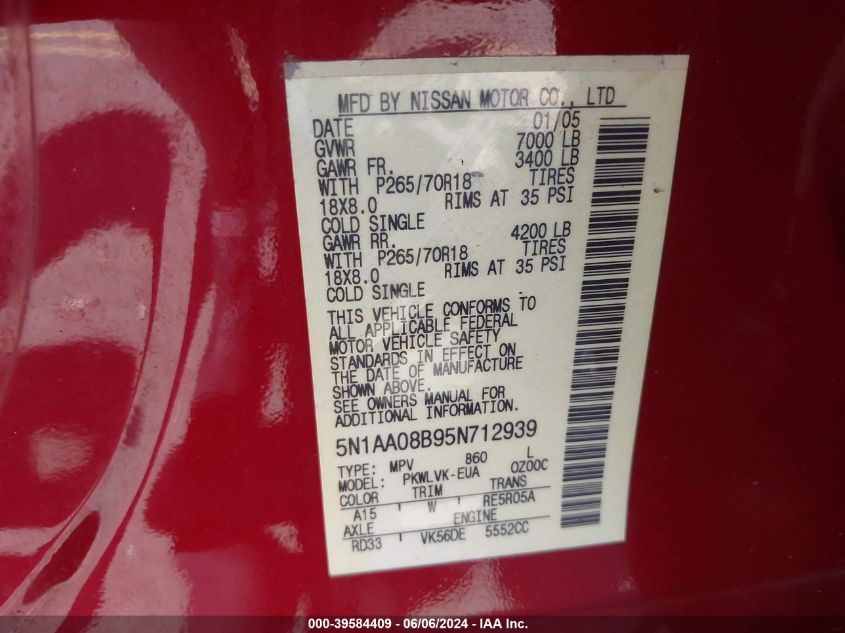 MFD BY NISSAN MOTOR CO., LTD
DATE 01/05
GVWR 7000 LB
GAWR FR. 3400 LB
WITH P265/70R18 TIRES
18X8.0 RIMS AT 35 PSI
COLD SINGLE
GAWR RR. 4200 LB
WITH P265/70R18 TIRES
18X8.0 RIMS AT 35 PSI
COLD SINGLE -
THIS VEHICLE CONFORMS TO
ALL APPLICABLE FEDERAL
MOTOR VEHICLE SAFETY
STANDARDS IN EFFECT ON
THE DATE OF MANUFACTURE
SHOWN ABOVE.
SEE OWNERS MANUAL FOR
ADDITIONAL INFORMATION.
5N1AA08B95N712939
TYPE: MPV 860 L
MODEL: PKWLVK-EUA 0Z00C
COLOR TRIM TRANS
A15 W RE5R05A
AXLE ENGINE
RD33 VK56DE 5552CC
000-39584409 | 06/06/2024 | IAA, Inc.